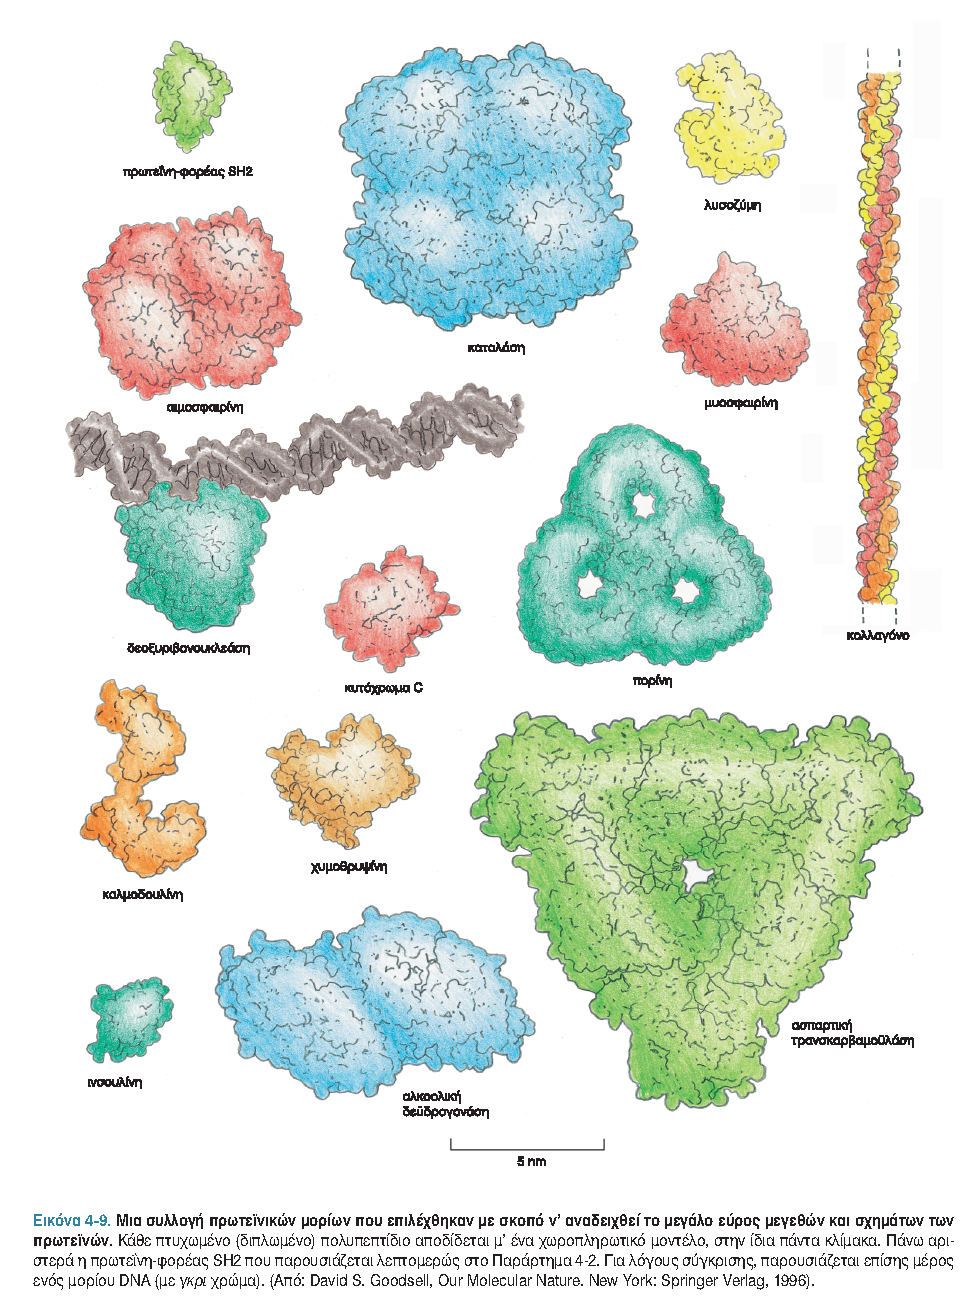 πρωτεΐνη-φορέας SH2
λυσοζύμη
καταλάση
αιμοσφαιρίνη
μυοσφαιρίνη
κολλαγόνο
δεοξυριβονουκλεάση
κυτόχρωμα C
πορίνη
χυμοθρυψίνη
καλμοδουλίνη
ασπαρτική
τρανσκαρβαμοϋλάση
ινσουλίνη
αλκοολική
δεϋδρογονάση
5 nm
Εικόνα 4-9. Μια συλλογή πρωτεϊνικών μορίων που επιλέχθηκαν με σκοπό ν’ αναδειχθεί το μεγάλο εύρος μεγεθών και σχημάτων των
πρωτεϊνών. Κάθε πτυχωμένο (διπλωμένο) πολυπεπτίδιο αποδίδεται μ’ ένα χωροπληρωτικό μοντέλο, στην ίδια πάντα κλίμακα. Πάνω αρι-
στερά η πρωτεΐνη-φορέας SH2 που παρουσιάζεται λεπτομερώς στο Παράρτημα 4-2. Για λόγους σύγκρισης, παρουσιάζεται επίσης μέρος
ενός μορίου DNA (με γκρι χρώμα). (Από: David S. Goodsell, Our Molecular Nature. New York: Springer Verlag, 1996).